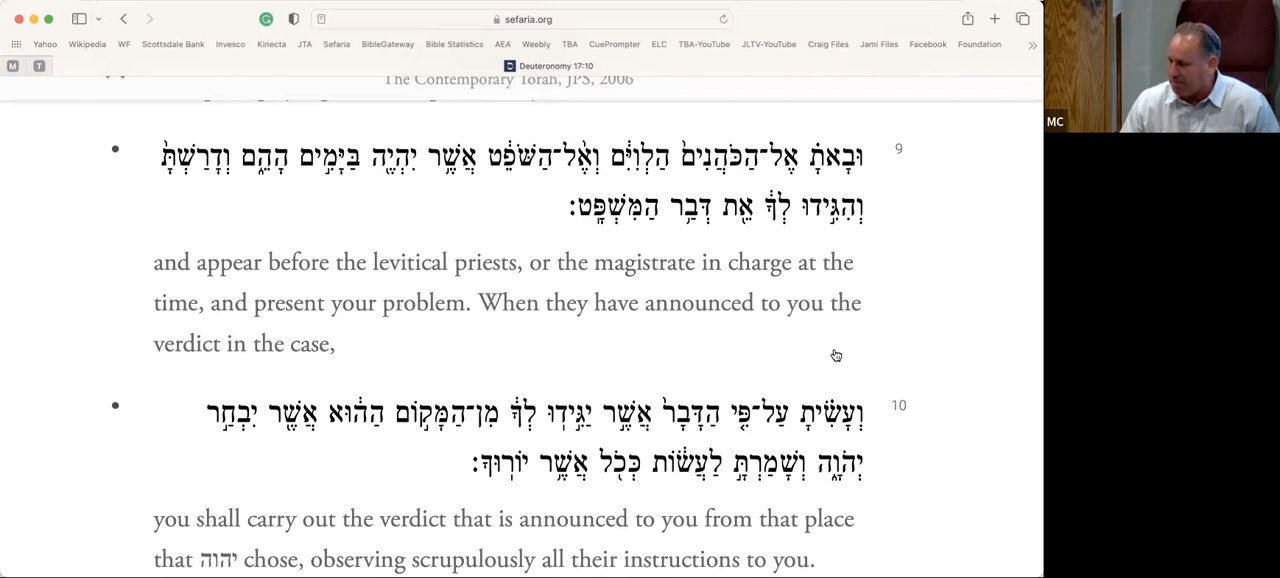 sefaria.org
Yahoo Wikipedia WF Scottsdale Bank Invesco Kinecta JTA Sefaria BibleGateway Bible Statistics AEA Weebly TBA CuePrompter ELC TBA-YouTube JLTV-YouTube Craig Files Jami Files Facebook Foundation
M T Deuteronomy 17:10
The Contemporary Torah, JPS, 2006
MC
9
וּבָאתָ֗ אֶל־הַכֹּהֲנִים֙ הַלְוִיִּ֔ם וְאֶ֨ל־הַשֹּׁפֵ֔ט אֲשֶׁ֥ר יִהְיֶ֖ה בַּיָּמִ֣ים הָהֵ֑ם וְדָרַשְׁתָּ֙
וְהִגִּ֣ידוּ לְךָ֔ אֵ֖ת דְּבַ֥ר הַמִּשְׁפָּֽט׃
and appear before the levitical priests, or the magistrate in charge at the
time, and present your problem. When they have announced to you the
verdict in the case,
10
וְעָשִׂ֗יתָ עַל־פִּ֤י הַדָּבָר֙ אֲשֶׁ֣ר יַגִּ֣ידֽוּ לְךָ֔ מִן־הַמָּק֣וֹם הַה֔וּא אֲשֶׁ֖ר יִבְחַ֣ר
יְהֹוָ֑ה וְשָׁמַרְתָּ֣ לַעֲשׂ֔וֹת כְּכֹ֖ל אֲשֶׁ֥ר יוֹרֽוּךָ׃
you shall carry out the verdict that is announced to you from that place
that יהוה chose, observing scrupulously all their instructions to you.